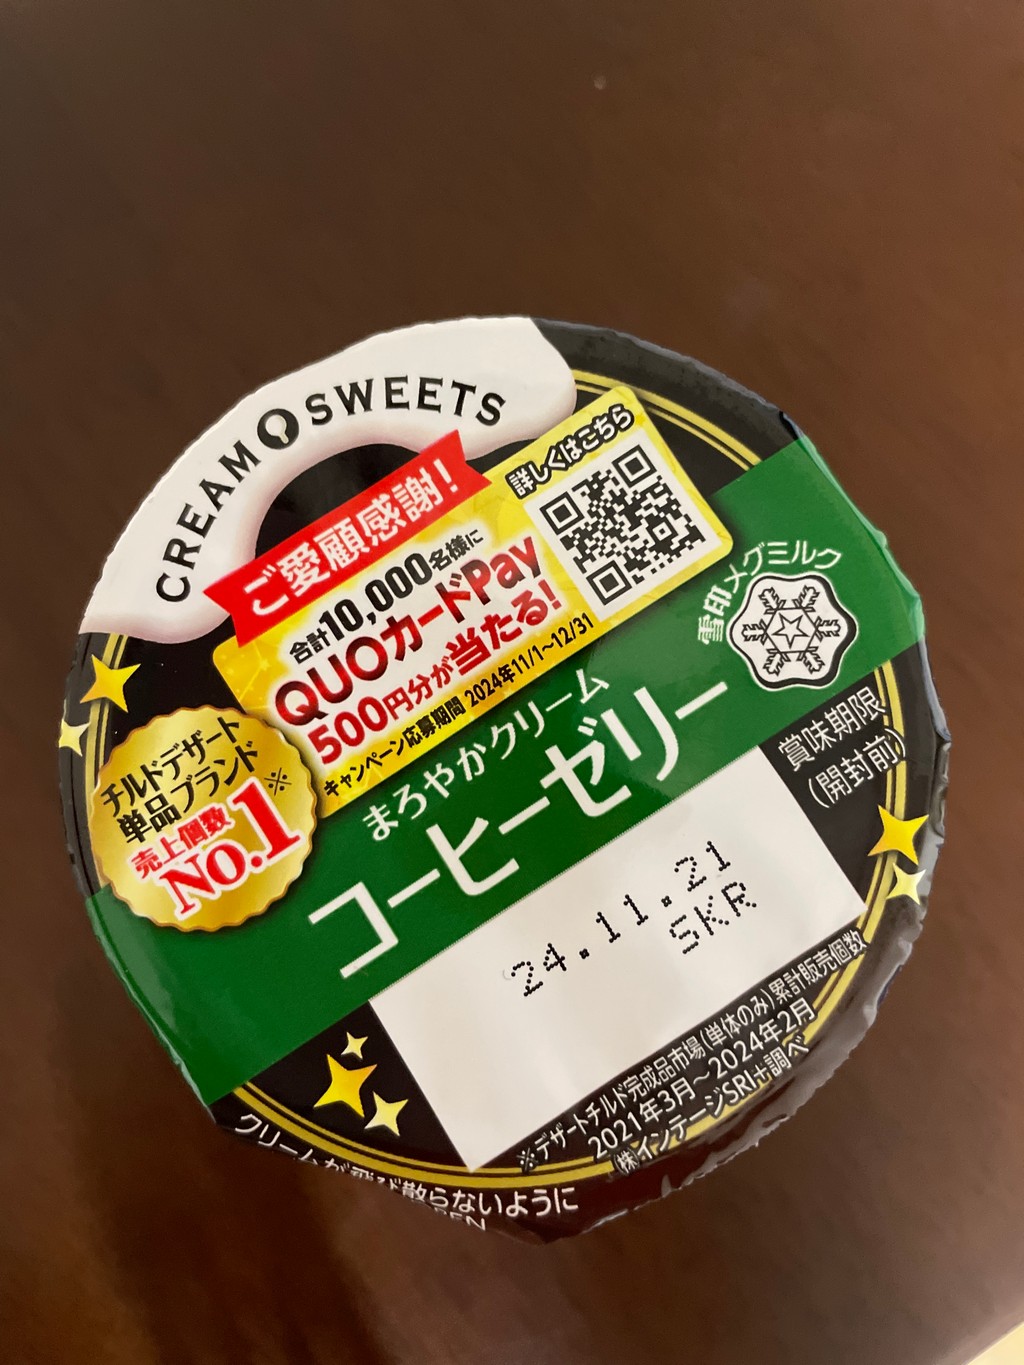 CREAM SWEETS
ご愛顧感謝!
詳しくはこちら
合計10,000名様に
QUOカードPay
500円分が当たる!
キャンペーン応募期間 2024年11/1~12/31
雪印メグミルク
チルドデザート
単品ブランド※
売上個数
No.1
まろやかクリーム
コーヒーゼリー
賞味期限
(開封前)
24.11.21
SKR
※デザートチルド完成品市場(単体のみ)累計販売個数
2021年3月~2024年2月
㈱インテージSRI+調べ
クリームが飛び散らないように